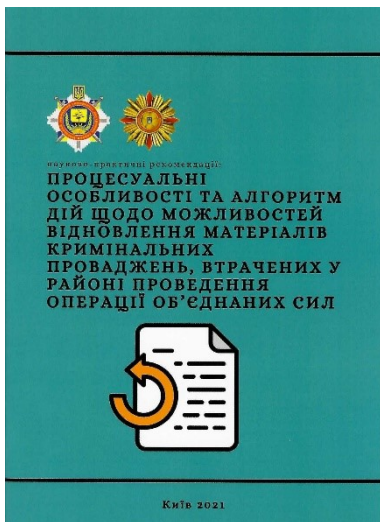 науково-практичні рекомендації:
ПРОЦЕСУАЛЬНІ
ОСОБЛИВОСТІ ТА АЛГОРИТМ
ДІЙ ЩОДО МОЖЛИВОСТЕЙ
ВІДНОВЛЕННЯ МАТЕРІАЛІВ
КРИМІНАЛЬНИХ
ПРОВАДЖЕНЬ, ВТРАЧЕНИХ У
РАЙОНІ ПРОВЕДЕННЯ
ОПЕРАЦІЇ ОБ’ЄДНАНИХ СИЛ
Київ 2021